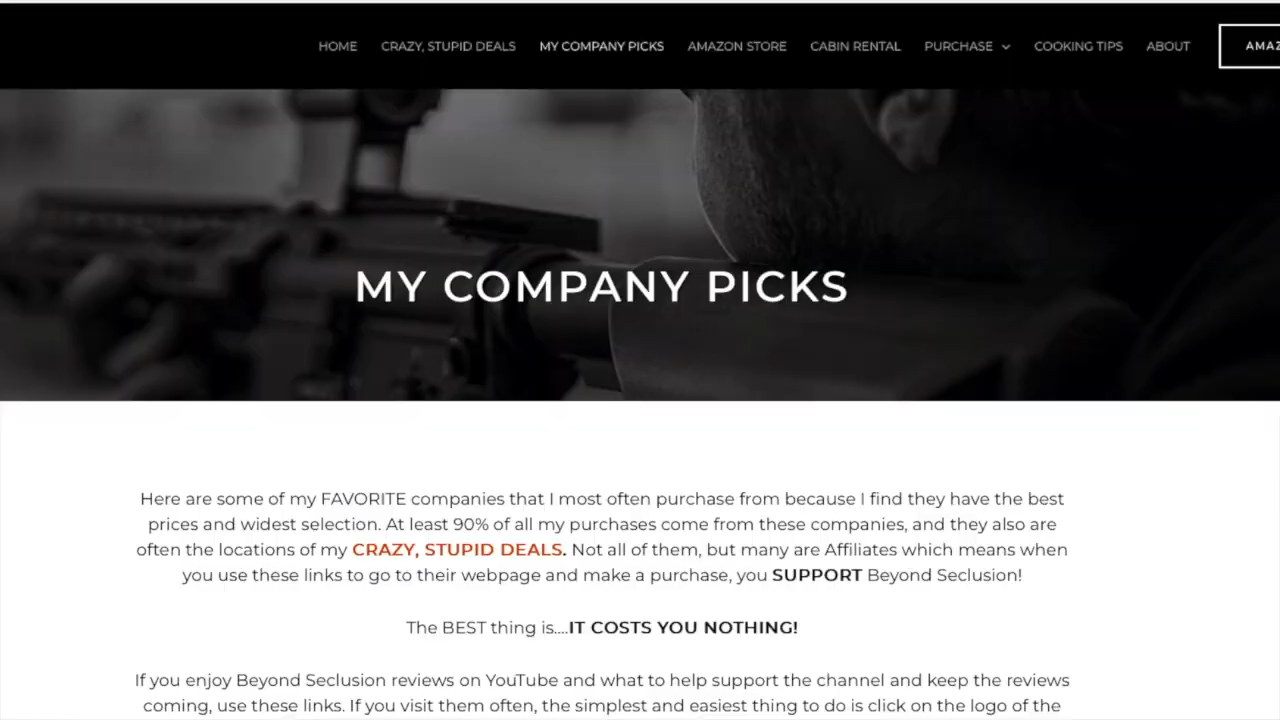 HOME CRAZY, STUPID DEALS MY COMPANY PICKS AMAZON STORE CABIN RENTAL PURCHASE COOKING TIPS ABOUT
MY COMPANY PICKS
Here are some of my FAVORITE companies that I most often purchase from because I find they have the best
prices and widest selection. At least 90% of all my purchases come from these companies, and they also are
often the locations of my CRAZY, STUPID DEALS. Not all of them, but many are Affiliates which means when
you use these links to go to their webpage and make a purchase, you SUPPORT Beyond Seclusion!
The BEST thing is....IT COSTS YOU NOTHING!
If you enjoy Beyond Seclusion reviews on YouTube and what to help support the channel and keep the reviews
coming, use these links. If you visit them often, the simplest and easiest thing to do is click on the logo of the